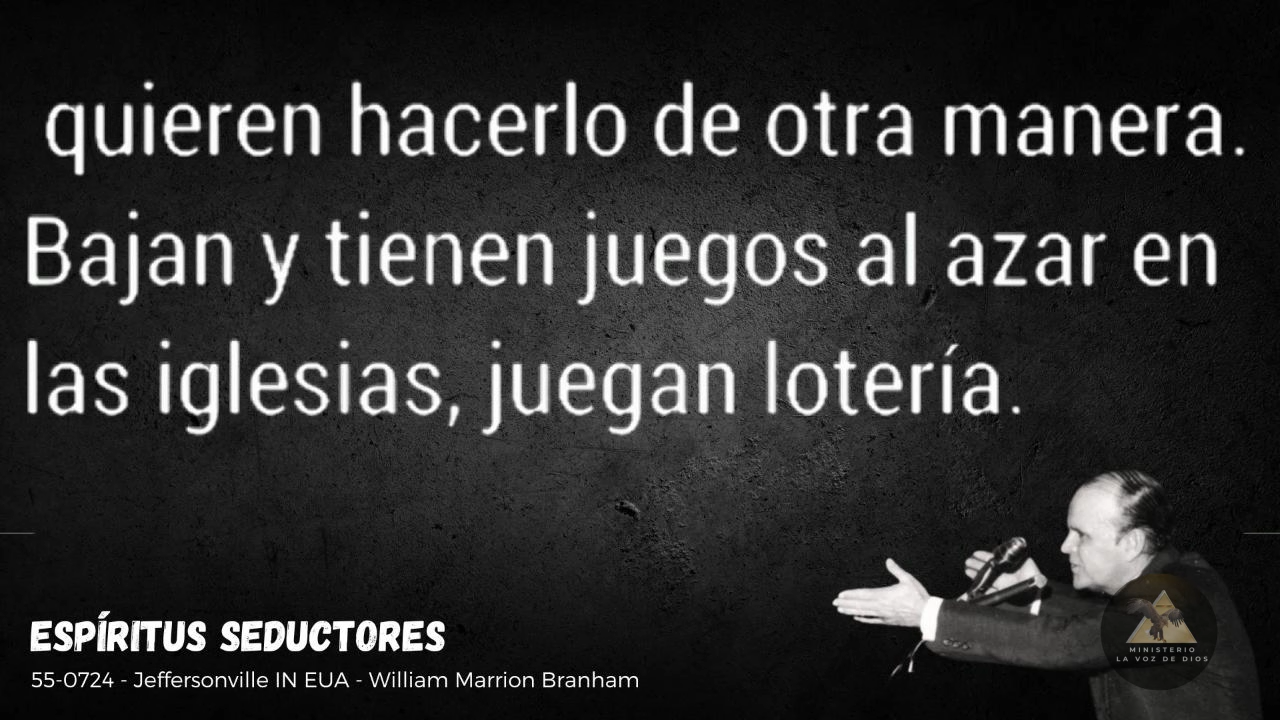 quieren hacerlo de otra manera.
Bajan y tienen juegos al azar en
las iglesias, juegan lotería.
ESPÍRITUS SEDUCTORES
55-0724 - Jeffersonville IN EUA - William Marrion Branham
MINISTERIO
LA VOZ DE DIOS